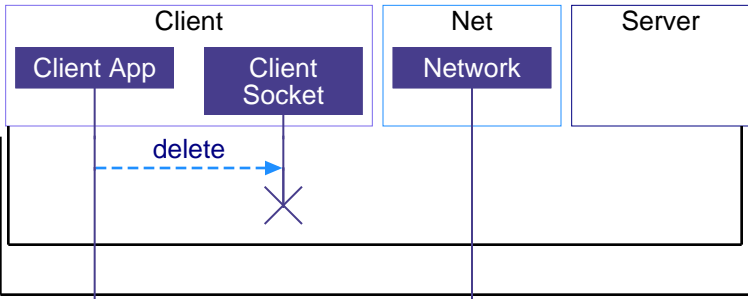 Client
Net
Server
Client App
Client
Socket
Network
delete